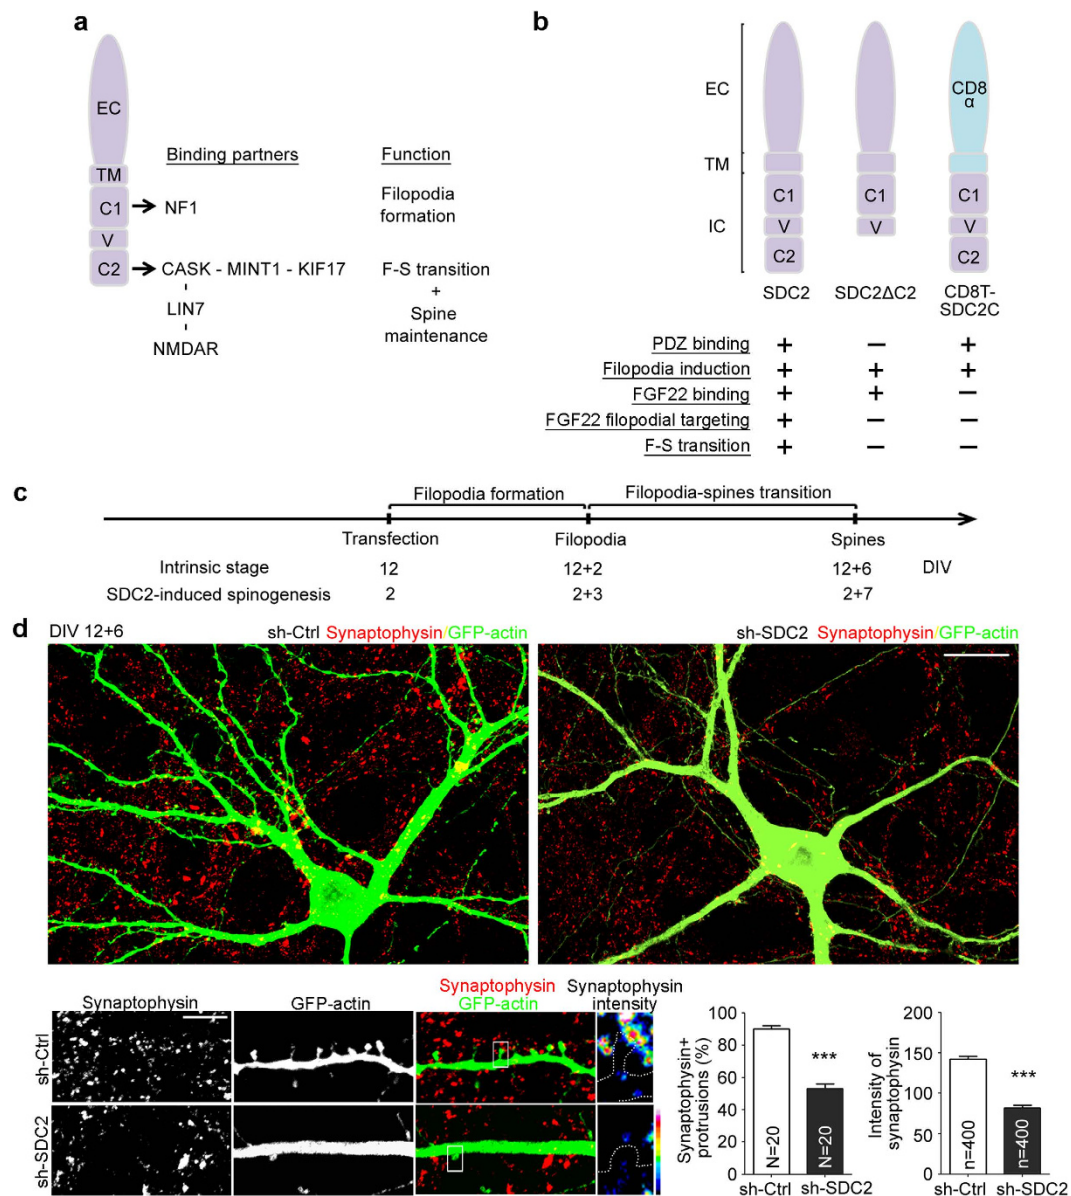 a
EC
TM
C1
V
C2
Binding partners
Function
NF1
Filopodia
formation
CASK - MINT1 - KIF17
LIN7
NMDAR
F-S transition
+
Spine
maintenance
b
EC
TM
IC
C1
V
C2
C1
V
CD8
α
C1
V
C2
SDC2
SDC2ΔC2
CD8T-
SDC2C
PDZ binding + – +
Filopodia induction + + +
FGF22 binding + + –
FGF22 filopodial targeting + – –
F-S transition + – –
c
Filopodia formation
Filopodia-spines transition
Transfection Filopodia Spines
Intrinsic stage 12 12+2 12+6 DIV
SDC2-induced spinogenesis 2 2+3 2+7
d
DIV 12+6
sh-Ctrl Synaptophysin/GFP-actin
sh-SDC2 Synaptophysin/GFP-actin
Synaptophysin
GFP-actin
Synaptophysin
GFP-actin
Synaptophysin
intensity
sh-Ctrl
sh-SDC2
Synaptophysin+
protrusions (%)
100
80
60
40
20
0
***
N=20
N=20
sh-Ctrl sh-SDC2
Intensity of
synaptophysin
200
150
100
50
0
***
n=400
n=400
sh-Ctrl sh-SDC2